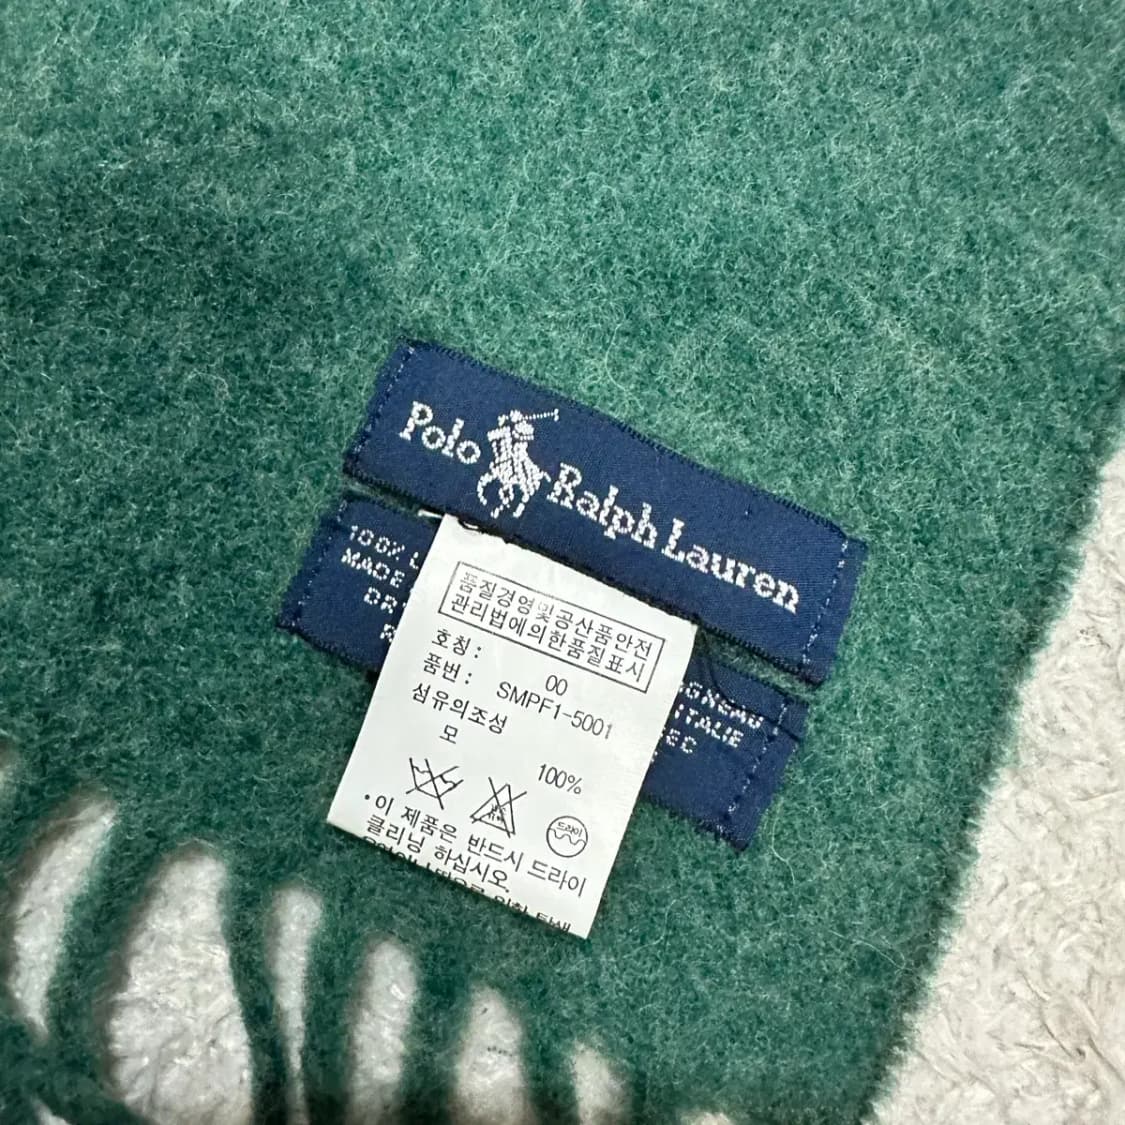 Polo Ralph Lauren
100%
MADE
품질경영및공산품안전
관리법에의한품질표시
호칭: 00
품번: SMPF1-5001
섬유의조성
모 100%
드라이
·이 제품은 반드시 드라이
클리닝 하십시오.